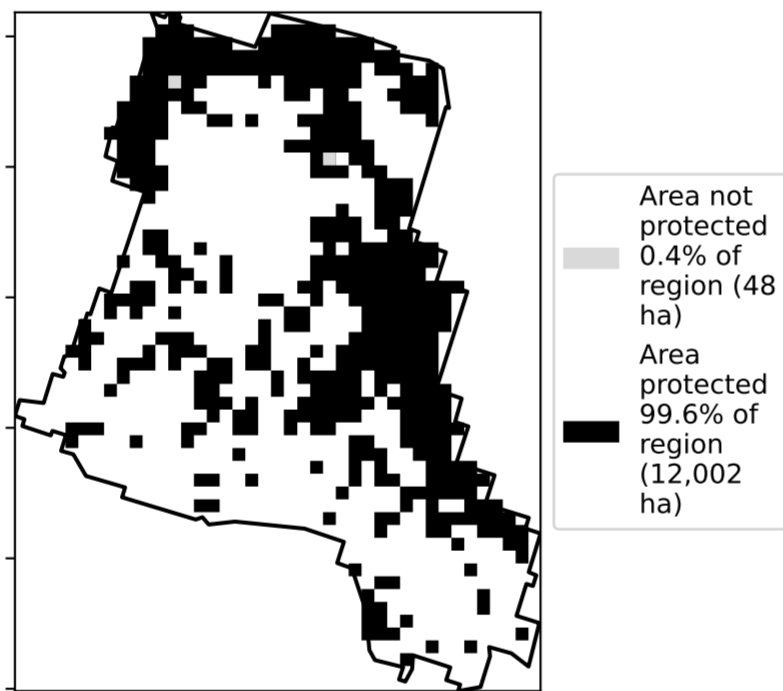 Area not
protected
0.4% of
region (48
ha)
Area
protected
99.6% of
region
(12,002
ha)